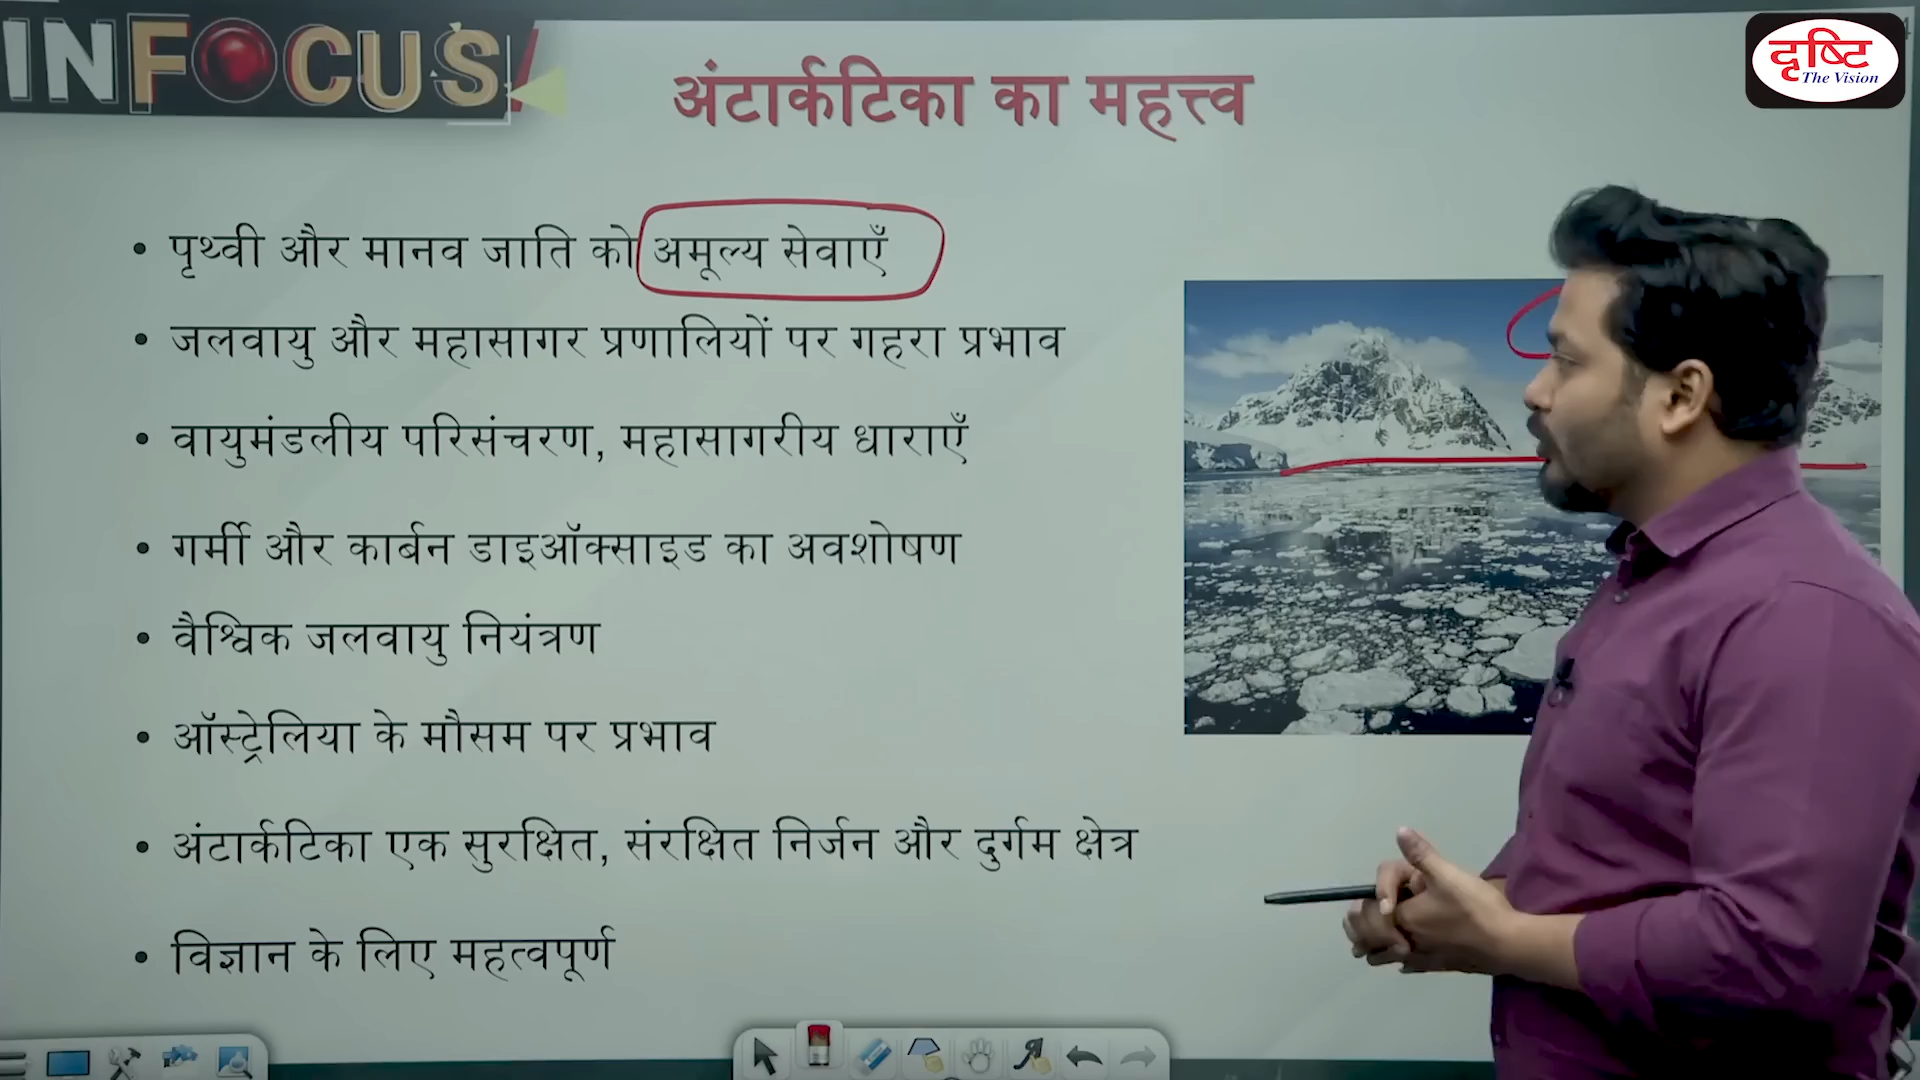 INFOCUS
दृष्टि
The Vision
अंटार्कटिका का महत्त्व
• पृथ्वी और मानव जाति को अमूल्य सेवाएँ
• जलवायु और महासागर प्रणालियों पर गहरा प्रभाव
• वायुमंडलीय परिसंचरण, महासागरीय धाराएँ
• गर्मी और कार्बन डाइऑक्साइड का अवशोषण
• वैश्विक जलवायु नियंत्रण
• ऑस्ट्रेलिया के मौसम पर प्रभाव
• अंटार्कटिका एक सुरक्षित, संरक्षित निर्जन और दुर्गम क्षेत्र
• विज्ञान के लिए महत्वपूर्ण